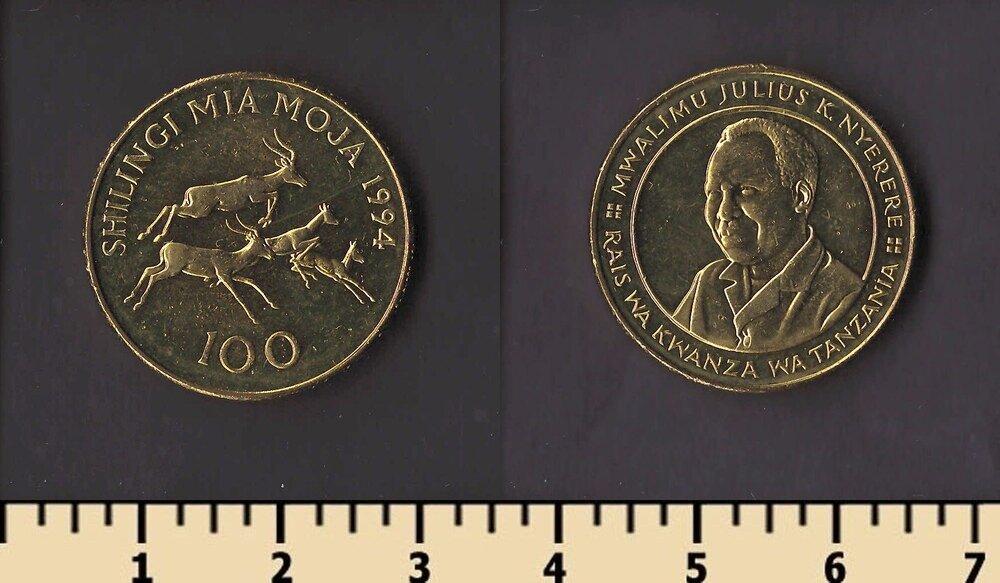 SHILINGI MIA MOJA 1994
100
MWALIMU JULIUS K. NYERERE
RAIS WA KWANZA WA TANZANIA
1 2 3 4 5 6 7